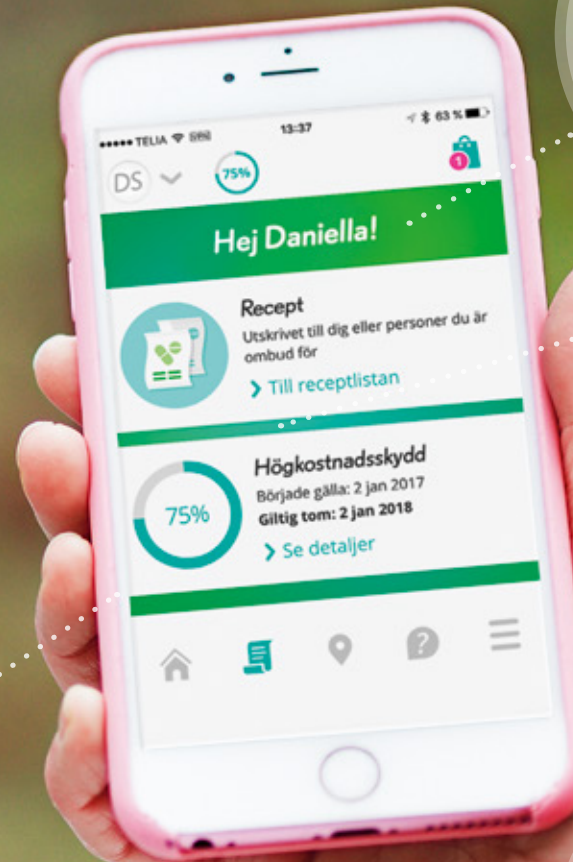 TELIA
13:37
63 %
DS
75%
1
Hej Daniella!
Recept
Utskrivet till dig eller personer du är
ombud för
Till receptlistan
75%
Högkostnadsskydd
Började gälla: 2 jan 2017
Giltig tom: 2 jan 2018
Se detaljer
?